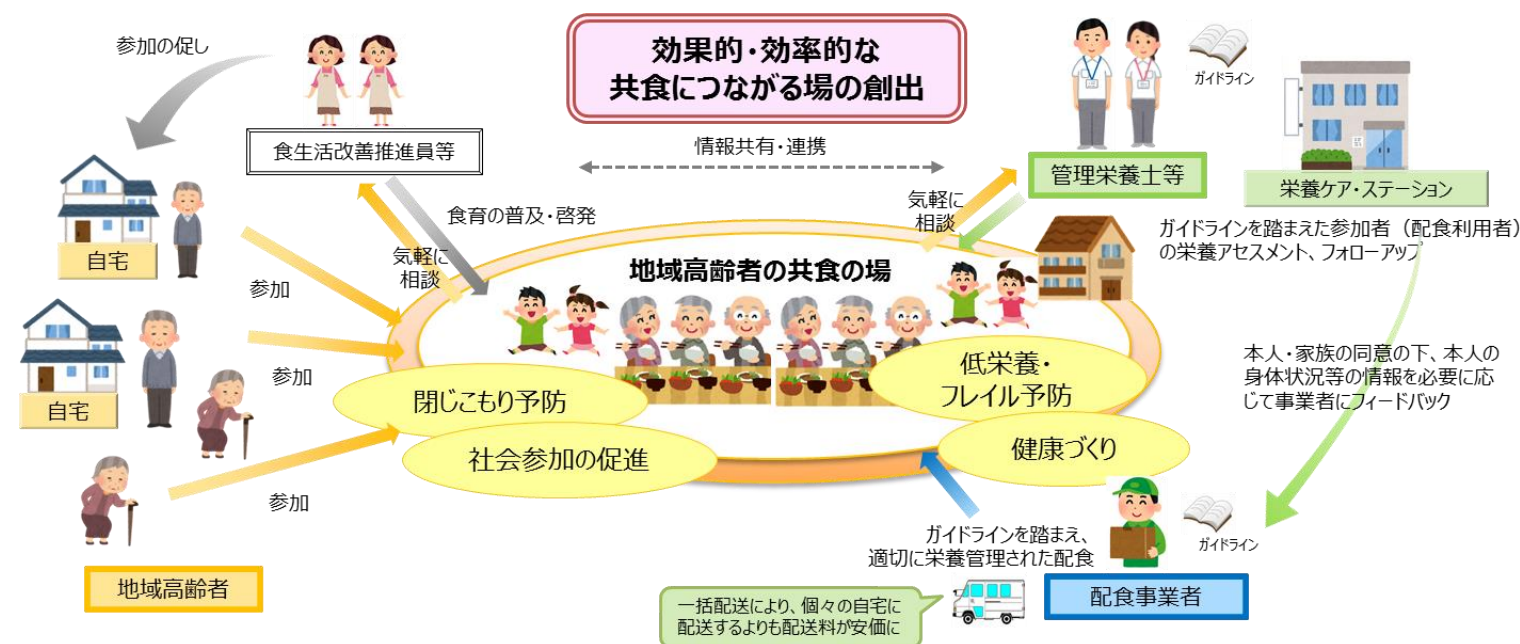 効果的・効率的な
共食につながる場の創出
参加の促し
食生活改善推進員等
情報共有・連携
管理栄養士等
ガイドライン
栄養ケア・ステーション
ガイドラインを踏まえた参加者（配食利用者）
の栄養アセスメント、フォローアップ
食育の普及・啓発
気軽に
相談
気軽に
相談
自宅
参加
自宅
参加
参加
地域高齢者
地域高齢者の共食の場
閉じこもり予防
社会参加の促進
低栄養・
フレイル予防
健康づくり
本人・家族の同意の下、本人の
身体状況等の情報を必要に応
じて事業者にフィードバック
ガイドラインを踏まえ、
適切に栄養管理された配食
ガイドライン
配食事業者
一括配送により、個々の自宅に
配送するよりも配送料が安価に